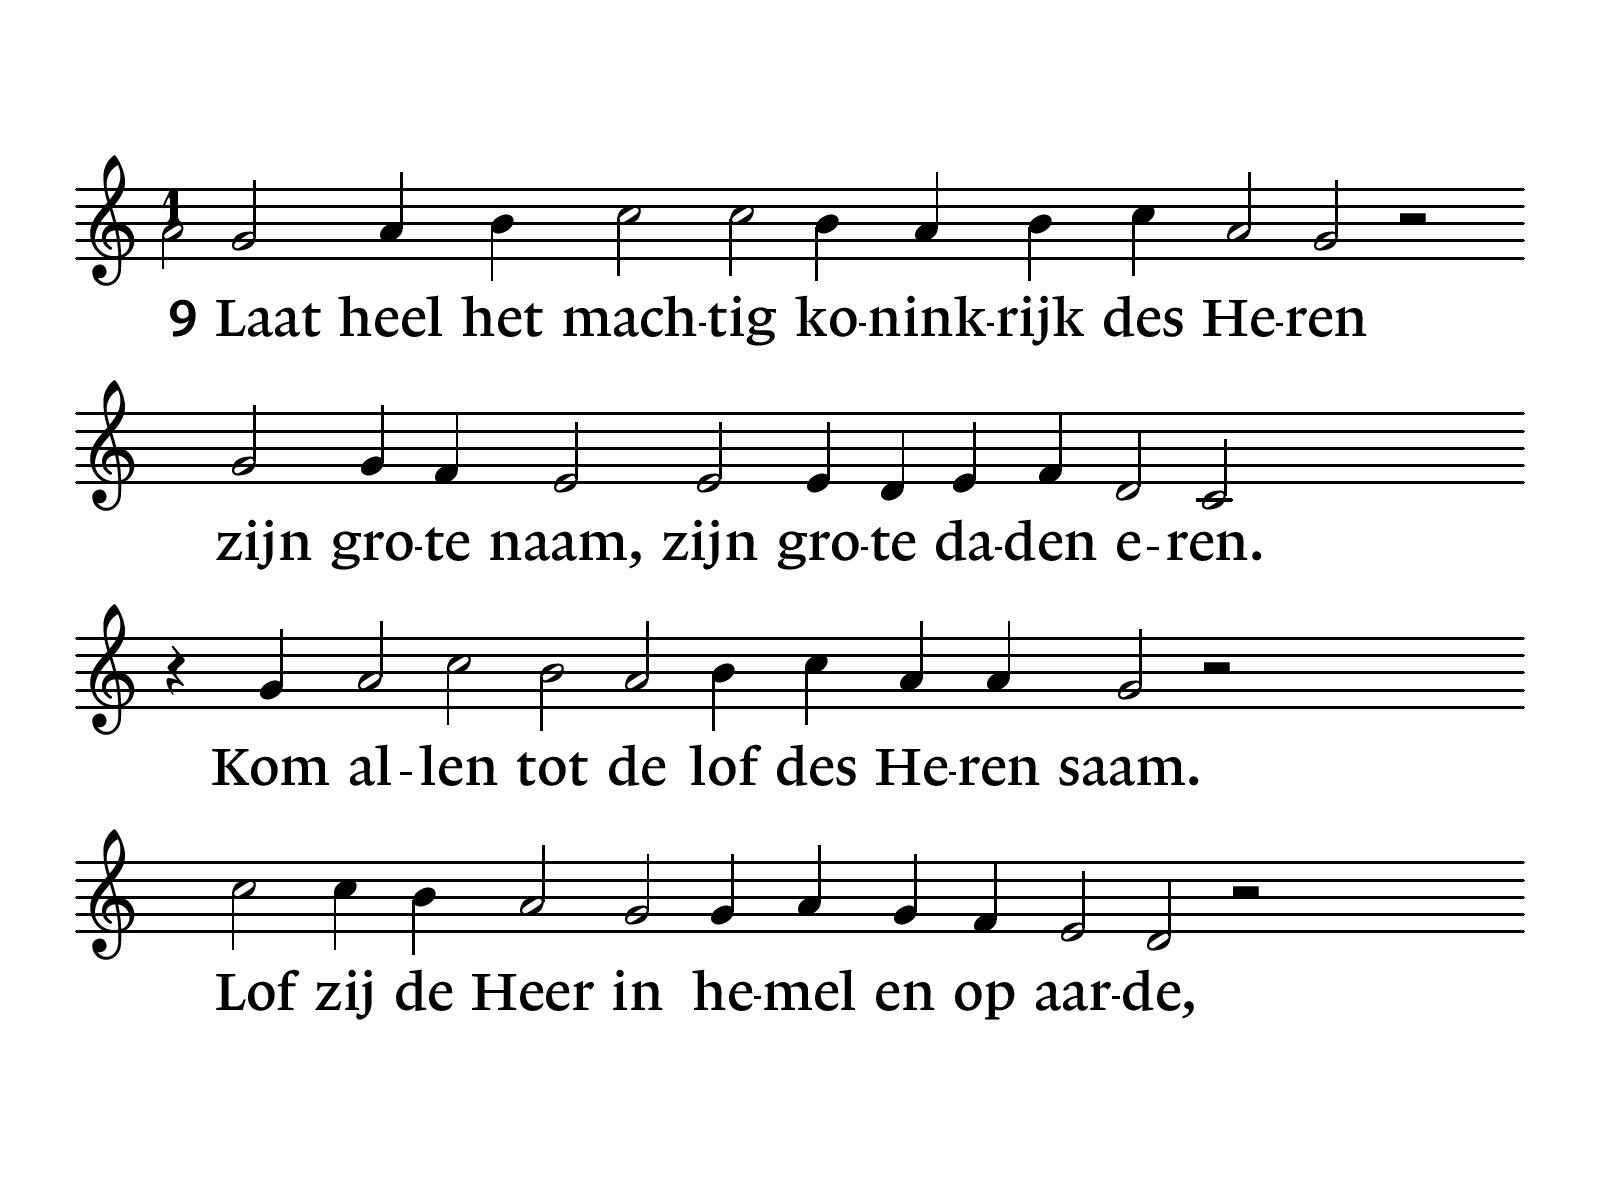 1
9 Laat heel het mach-tig ko-nink-rijk des He-ren
zijn gro-te naam, zijn gro-te da-den e-ren.
Kom al-len tot de lof des He-ren saam.
Lof zij de Heer in he-mel en op aar-de,